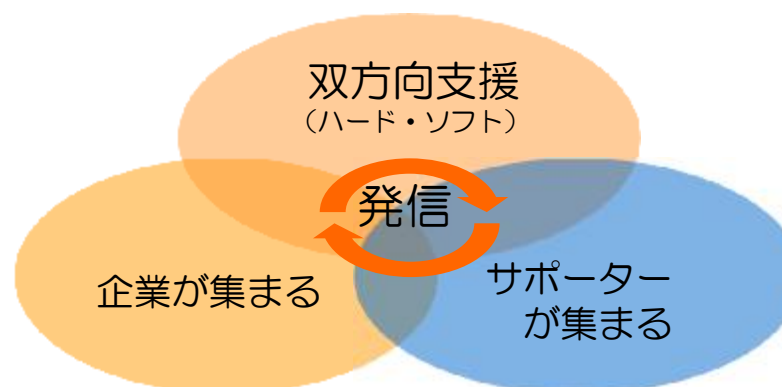 双方向支援
（ハード・ソフト）
発信
企業が集まる
サポーター
が集まる